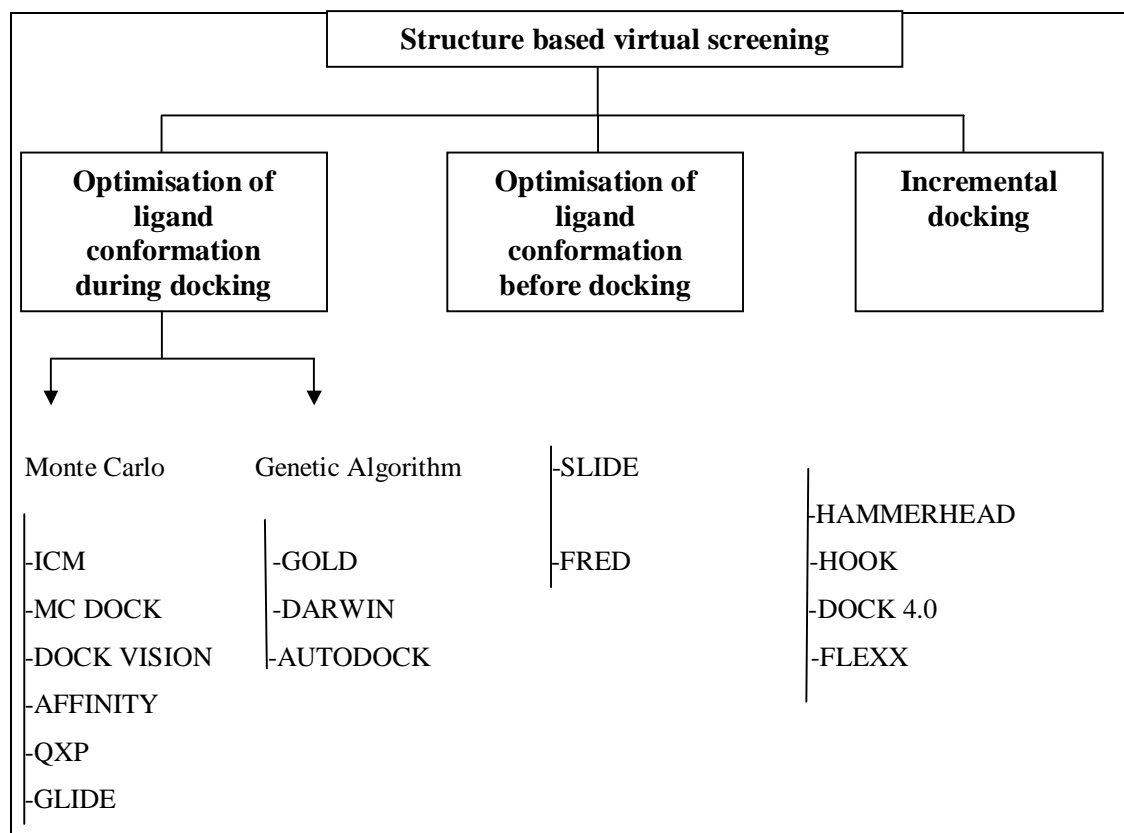 Structure based virtual screening
Optimisation of
ligand
conformation
during docking
Optimisation of
ligand
conformation
before docking
Incremental
docking
Monte Carlo
-ICM
-MC DOCK
-DOCK VISION
-AFFINITY
-QXP
-GLIDE
Genetic Algorithm
-GOLD
-DARWIN
-AUTODOCK
-SLIDE
-FRED
-HAMMERHEAD
-HOOK
-DOCK 4.0
-FLEXX